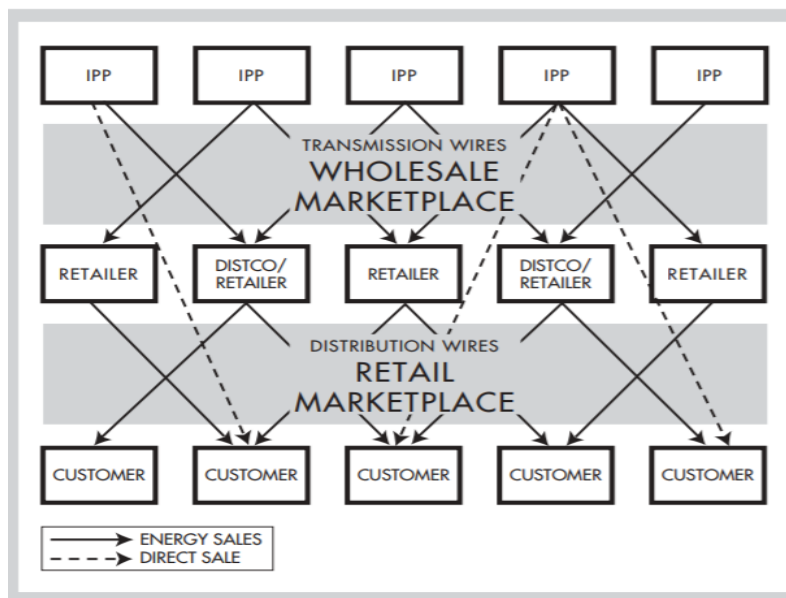 IPP
IPP
IPP
IPP
IPP
TRANSMISSION WIRES
WHOLESALE
MARKETPLACE
RETAILER
DISTCO/
RETAILER
RETAILER
DISTCO/
RETAILER
RETAILER
DISTRIBUTION WIRES
RETAIL
MARKETPLACE
CUSTOMER
CUSTOMER
CUSTOMER
CUSTOMER
CUSTOMER
ENERGY SALES
DIRECT SALE